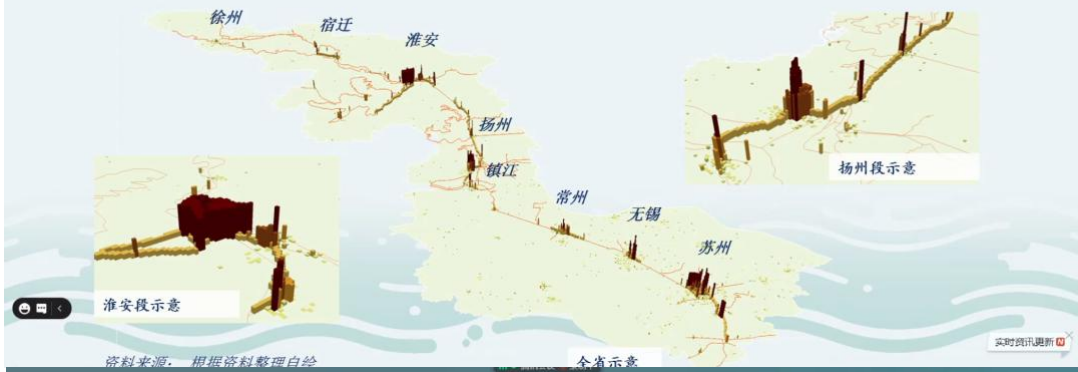 徐州
宿迁
淮安
扬州
镇江
常州
无锡
苏州
扬州段示意
淮安段示意
实时资讯更新 N
资料来源： 根据资料整理自绘
全省示意